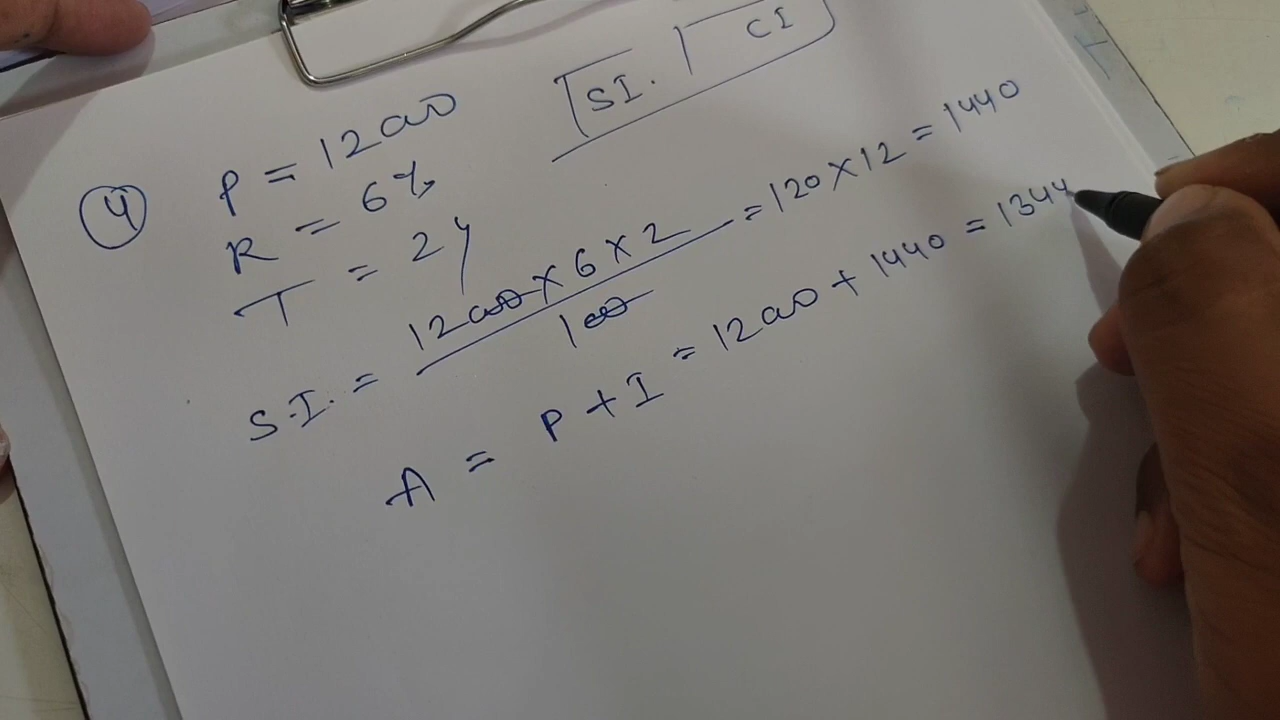 SI. CI
4 P = 12000
R = 6%
T = 2y
S.I. = 12000 × 6 × 2 / 100 = 120 × 12 = 1440
A = P + I = 12000 + 1440 = 1344